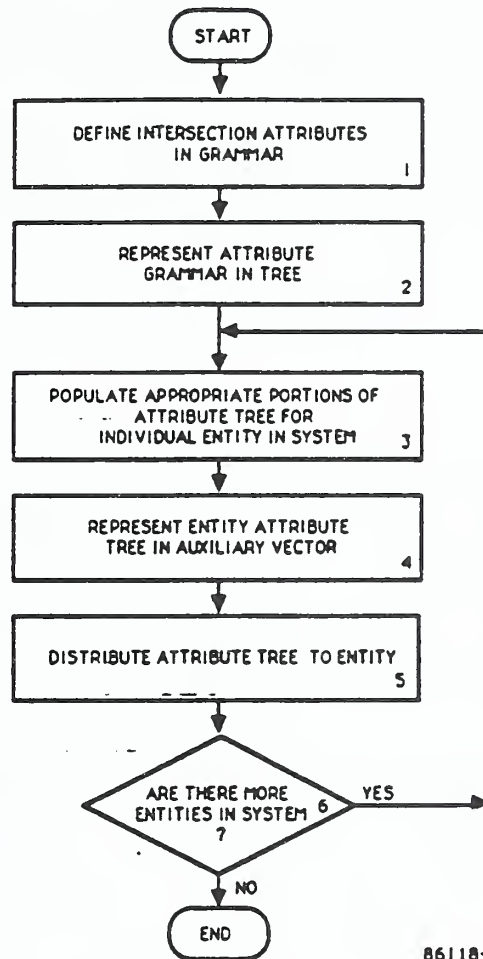 START
DEFINE INTERSECTION ATTRIBUTES
IN GRAMMAR
1
REPRESENT ATTRIBUTE
GRAMMAR IN TREE
2
POPULATE APPROPRIATE PORTIONS OF
ATTRIBUTE TREE FOR
INDIVIDUAL ENTITY IN SYSTEM
3
REPRESENT ENTITY ATTRIBUTE
TREE IN AUXILIARY VECTOR
4
DISTRIBUTE ATTRIBUTE TREE TO ENTITY
5
ARE THERE MORE
ENTITIES IN SYSTEM
?
6
YES
NO
END
86118-